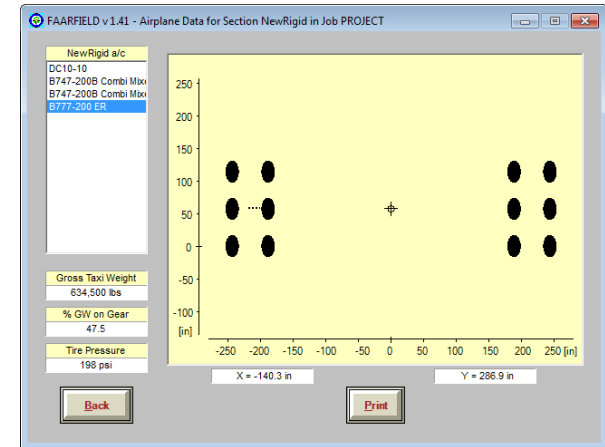 FAARFIELD v 1.41 - Airplane Data for Section NewRigid in Job PROJECT
NewRigid a/c
DC10-10
B747-200B Combi Mixe
B747-200B Combi Mixe
B777-200 ER
Gross Taxi Weight
634,500 lbs
% GW on Gear
47.5
Tire Pressure
198 psi
Back
250
200
150
100
50
0
-50
-100
[in]
-250 -200 -150 -100 -50 0 50 100 150 200 250 [in]
X = -140.3 in
Y = 286.9 in
Print